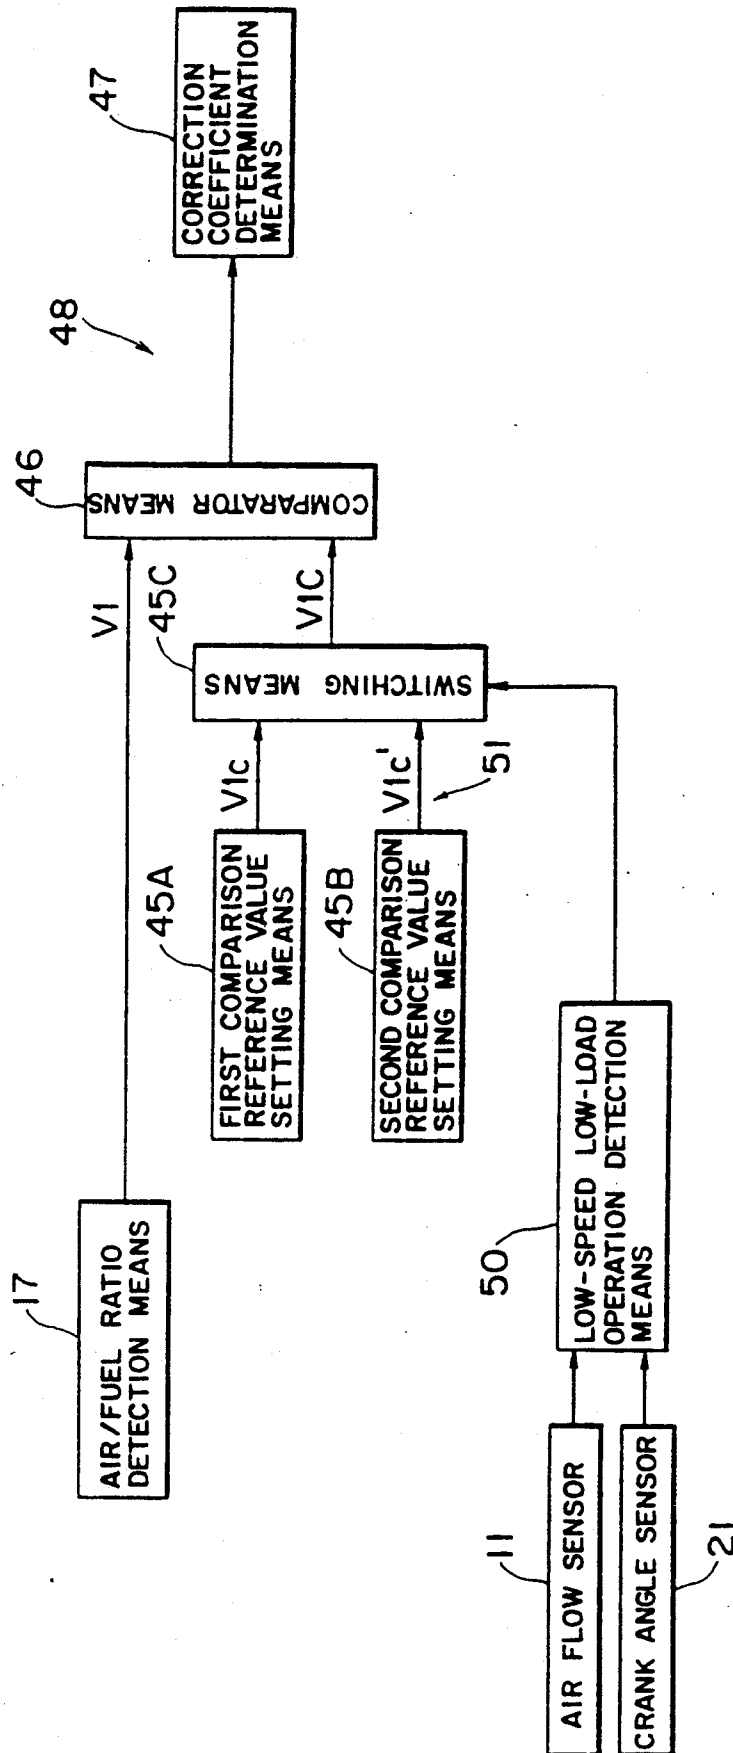 17
AIR/FUEL RATIO
DETECTION MEANS
V1
46
COMPARATOR MEANS
48
47
CORRECTION
COEFFICIENT
DETERMINATION
MEANS
45A
FIRST COMPARISON
REFERENCE VALUE
SETTING MEANS
V1c
45C
SWITCHING MEANS
V1C
45B
SECOND COMPARISON
REFERENCE VALUE
SETTING MEANS
V1c'
51
50
LOW-SPEED LOW-LOAD
OPERATION DETECTION
MEANS
11
AIR FLOW SENSOR
CRANK ANGLE SENSOR
21